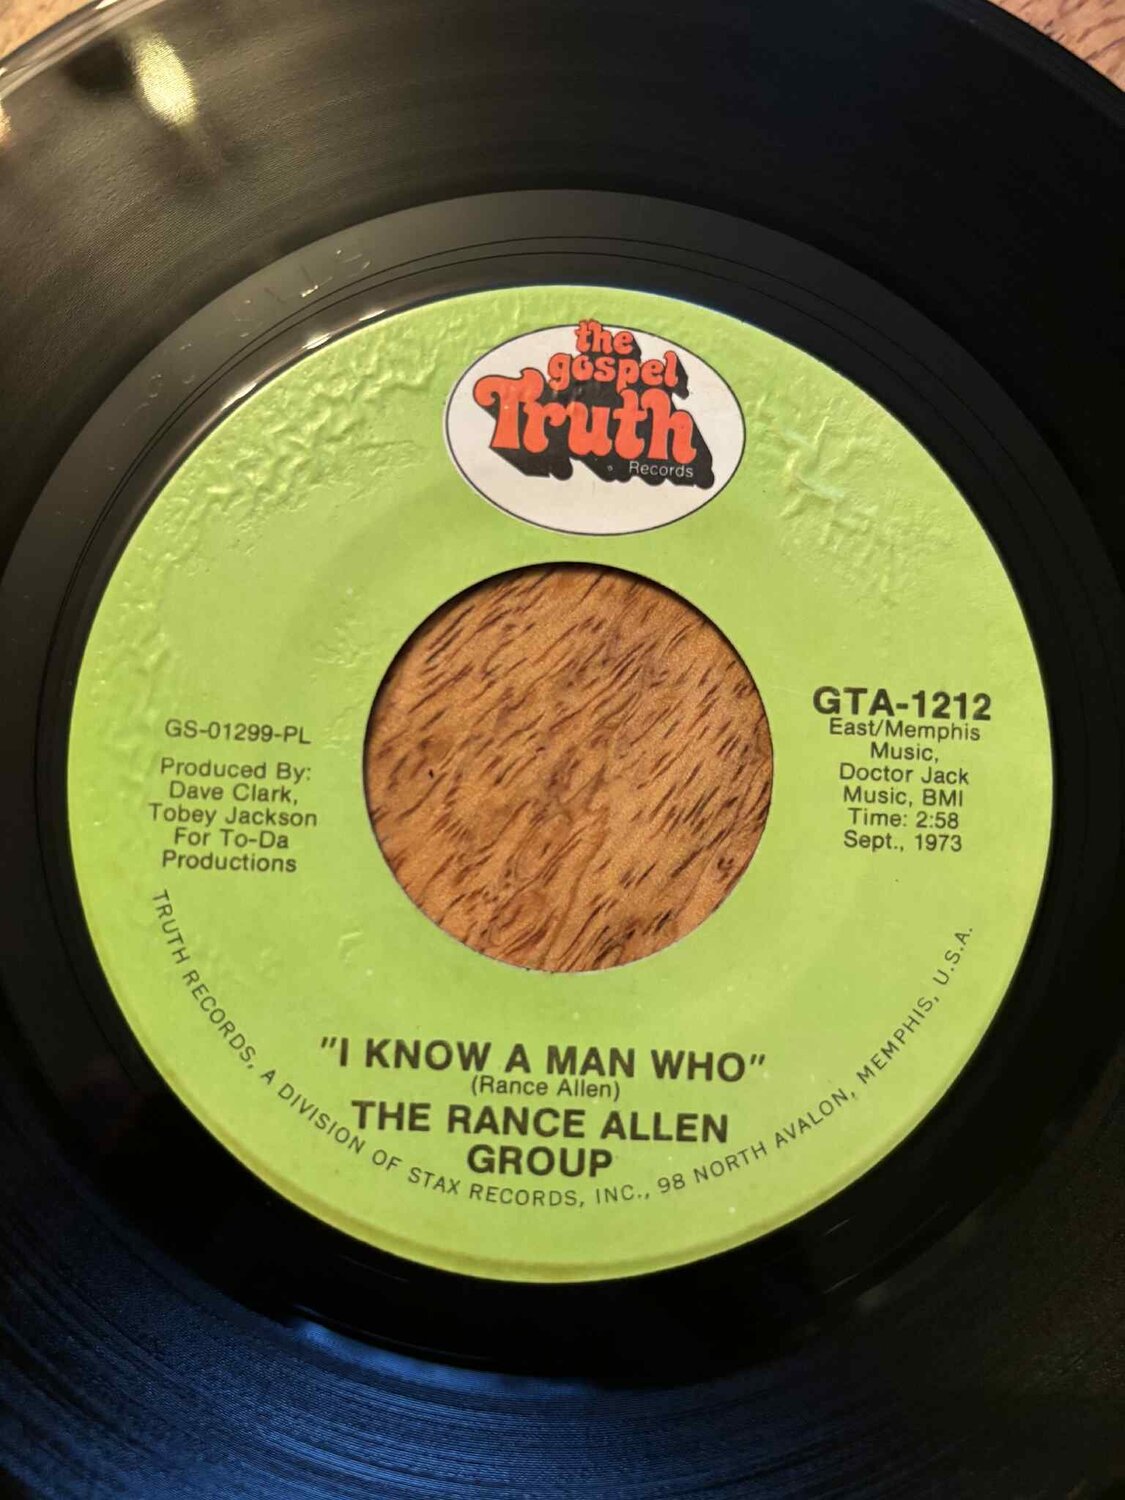 the
gospel
Truth
Records
GS-01299-PL
Produced By:
Dave Clark,
Tobey Jackson
For To-Da
Productions
GTA-1212
East/Memphis
Music,
Doctor Jack
Music, BMI
Time: 2:58
Sept., 1973
"I KNOW A MAN WHO"
(Rance Allen)
THE RANCE ALLEN
GROUP
TRUTH RECORDS, A DIVISION OF STAX RECORDS, INC., 98 NORTH AVALON, MEMPHIS, U.S.A.